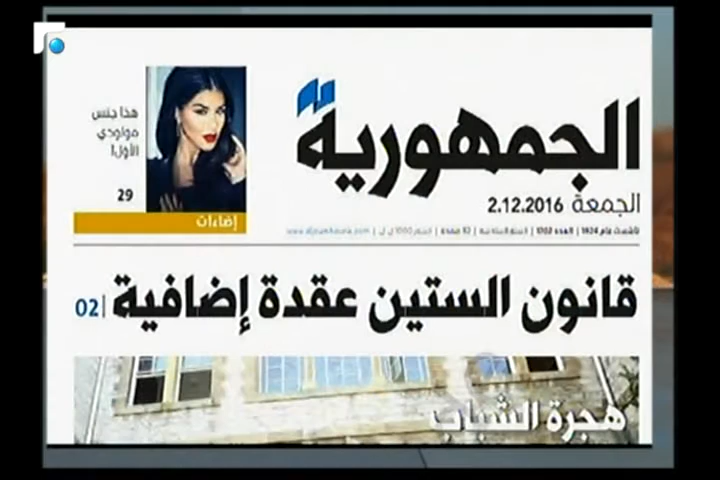 الجمهورية
الجمعة 2.12.2016
هذا جنس
مولودي
الأول!
29
إضاءات
قانون الستين عقدة إضافية |02
هجرة الشباب